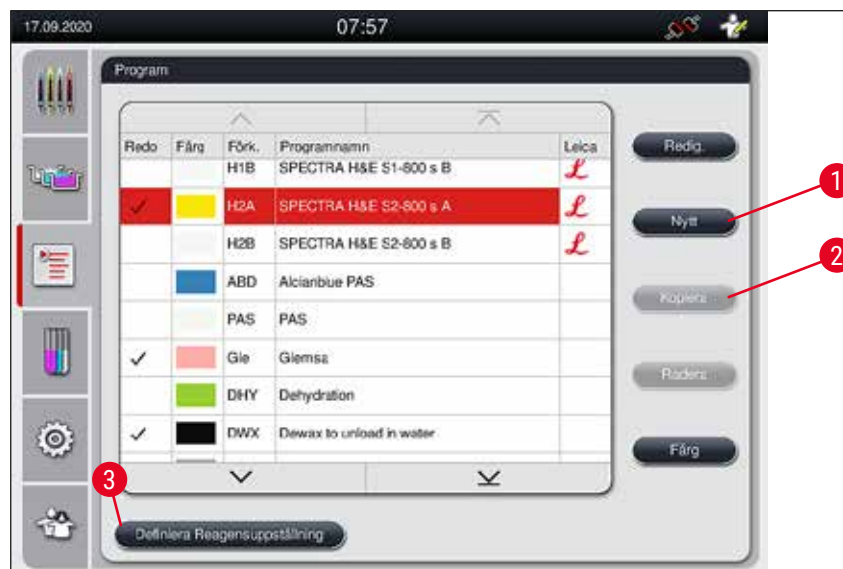 17.09.2020 07:57
Program
Redo Färg Förk. Programnamn Leica
H1B SPECTRA H&E S1-800 s B
H2A SPECTRA H&E S2-800 s A
H2B SPECTRA H&E S2-800 s B
ABD Alcianblue PAS
PAS PAS
Gie Giemsa
DHY Dehydration
DWX Dewax to unload in water
Redig.
Nytt
Kopiera
Radera
Färg
Definiera Reagensuppställning
1
2
3